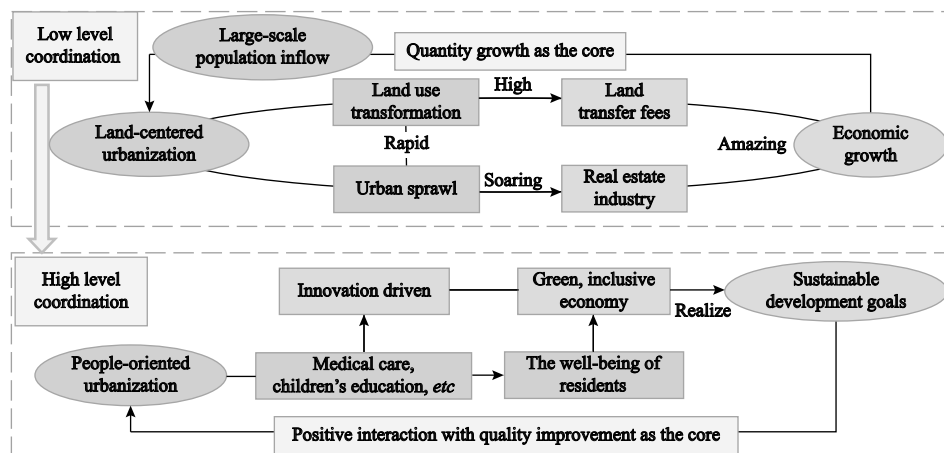 Low level
coordination
Large-scale
population inflow
Quantity growth as the core
Land use
transformation
High
Land
transfer fees
Land-centered
urbanization
Rapid
Amazing
Economic
growth
Urban sprawl
Soaring
Real estate
industry
High level
coordination
Innovation driven
Green, inclusive
economy
Realize
Sustainable
development goals
People-oriented
urbanization
Medical care,
children's education, etc
The well-being of
residents
Positive interaction with quality improvement as the core